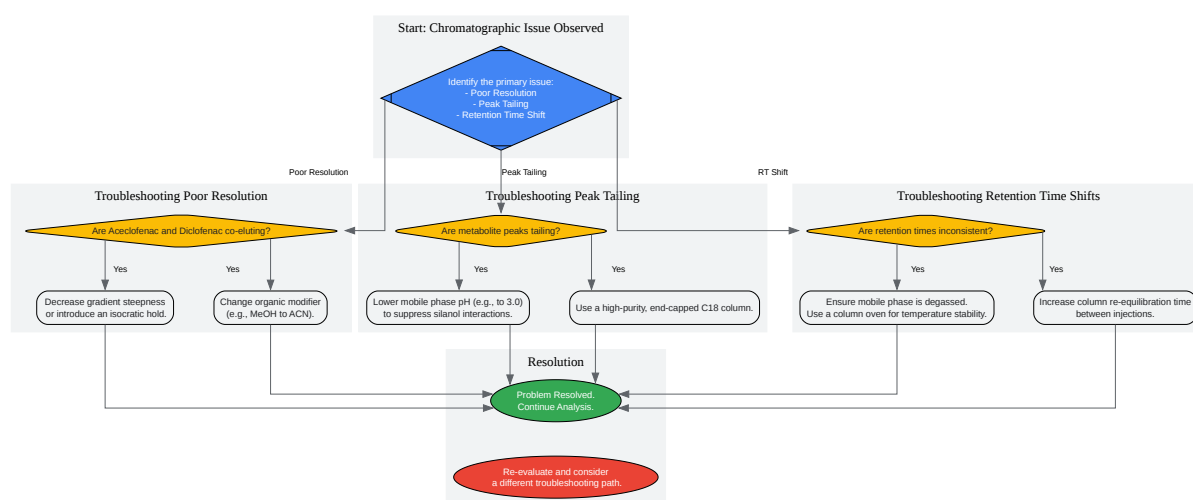 Start: Chromatographic Issue Observed
Identify the primary issue:
- Poor Resolution
- Peak Tailing
- Retention Time Shift
Poor Resolution
Peak Tailing
RT Shift
Troubleshooting Poor Resolution
Troubleshooting Peak Tailing
Troubleshooting Retention Time Shifts
Are Aceclofenac and Diclofenac co-eluting?
Are metabolite peaks tailing?
Are retention times inconsistent?
Yes
Yes
Yes
Yes
Yes
Yes
Decrease gradient steepness
or introduce an isocratic hold.
Change organic modifier
(e.g., MeOH to ACN).
Lower mobile phase pH (e.g., to 3.0)
to suppress silanol interactions.
Use a high-purity, end-capped C18 column.
Ensure mobile phase is degassed.
Use a column oven for temperature stability.
Increase column re-equilibration time
between injections.
Resolution
Problem Resolved.
Continue Analysis.
Re-evaluate and consider
a different troubleshooting path.